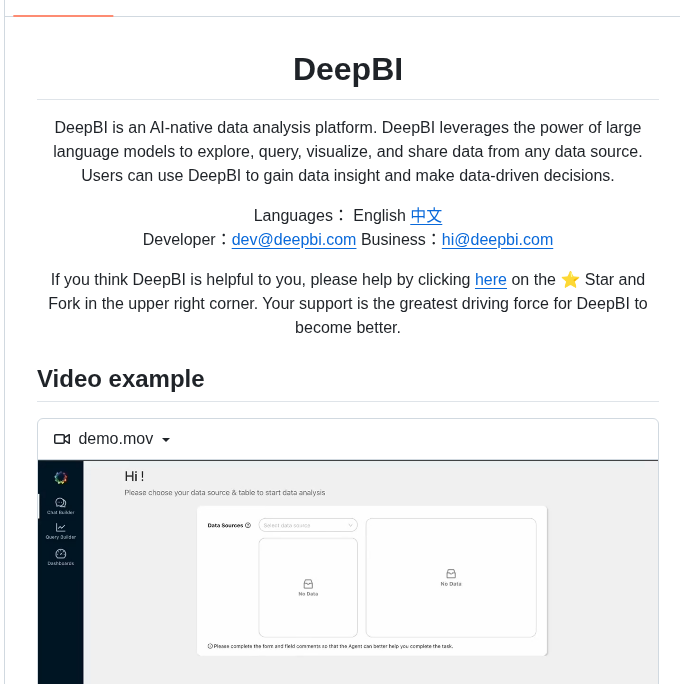 DeepBI
DeepBI is an AI-native data analysis platform. DeepBI leverages the power of large
language models to explore, query, visualize, and share data from any data source.
Users can use DeepBI to gain data insight and make data-driven decisions.
Languages： English 中文
Developer：dev@deepbi.com Business：hi@deepbi.com
If you think DeepBI is helpful to you, please help by clicking here on the ⭐ Star and
Fork in the upper right corner. Your support is the greatest driving force for DeepBI to
become better.
Video example
demo.mov
Hi !
Please choose your data source & table to start data analysis
Chat Builder
Query Builder
Dashboards
Data Sources
Select data source
No Data
No Data
Please complete the form and field comments so that the Agent can better help you complete the task.